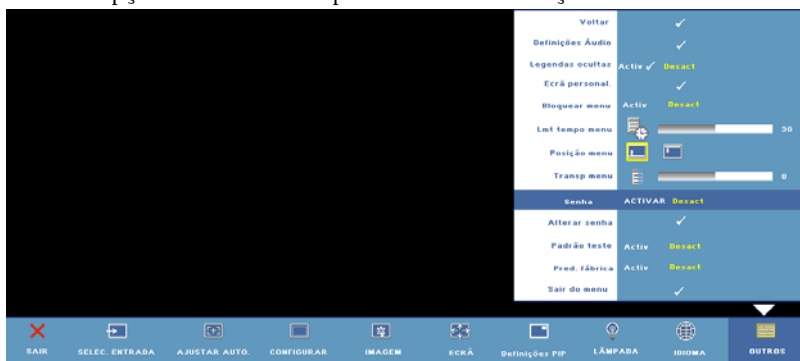 Voltar
Definições Áudio
Legendas ocultas Activ Desact
Ecrã personal.
Bloquear menu Activ Desact
Lmt tempo menu 30
Posição menu
Transp menu 0
Senha ACTIVAR Desact
Alterar senha
Padrão teste Activ Desact
Pred. fábrica Activ Desact
Sair do menu
SAIR SELEC. ENTRADA AJUSTAR AUTO. CONFIGURAR IMAGEM ECRÃ Definições PIP LÂMPADA IDIOMA OUTROS